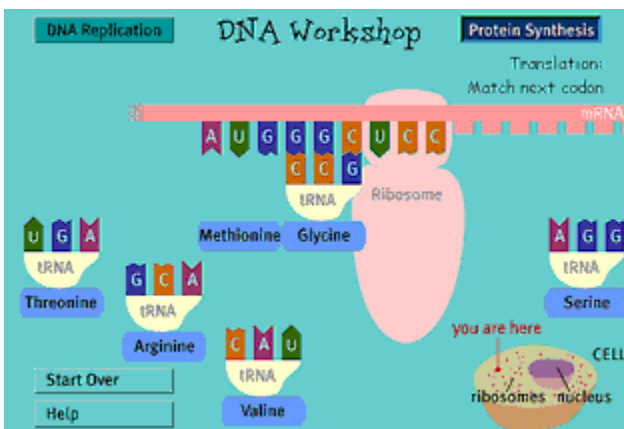 DNA Replication
DNA Workshop
Protein Synthesis
Translation:
Match next codon
mRNA
A U G G G C U C C
C C G
tRNA
Ribosome
Methionine Glycine
U G A
tRNA
Threonine
G C A
tRNA
Arginine
C A U
tRNA
Valine
A G G
tRNA
Serine
you are here
CELL
ribosomes nucleus
Start Over
Help